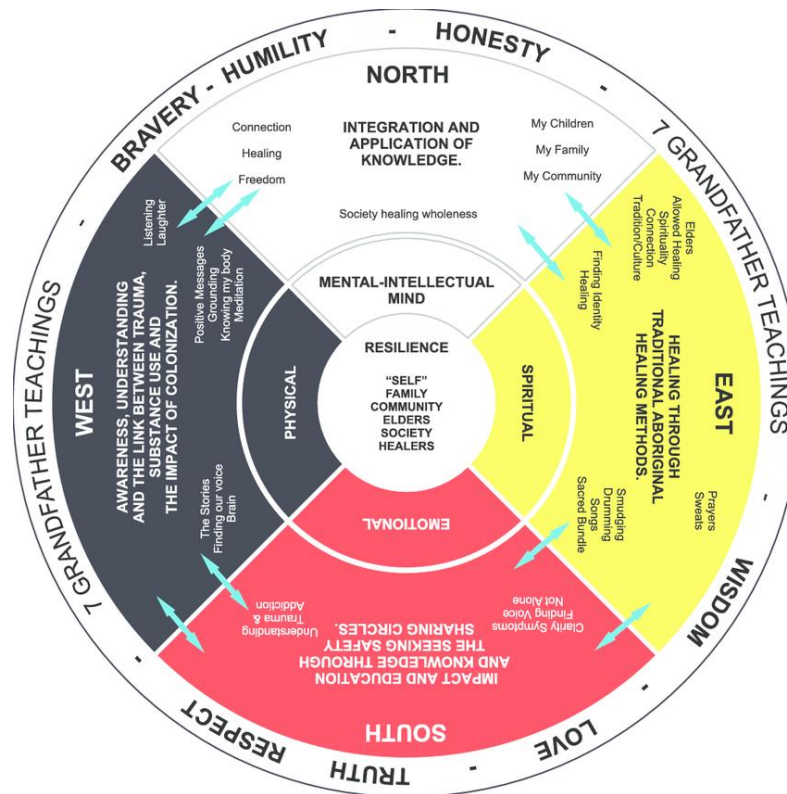 BRAVERY - HUMILITY - HONESTY -
7 GRANDFATHER TEACHINGS -
WISDOM - LOVE - TRUTH - RESPECT -
7 GRANDFATHER TEACHINGS -
NORTH
INTEGRATION AND
APPLICATION OF
KNOWLEDGE.
Connection
Healing
Freedom
My Children
My Family
My Community
Society healing wholeness
MENTAL-INTELLECTUAL
MIND
EAST
HEALING THROUGH
TRADITIONAL ABORIGINAL
HEALING METHODS.
Elders
Allowed Healing
Spirituality
Connection
Tradition/Culture
Finding Identity
Healing
Prayers
Sweats
Smudging
Drumming
Songs
Sacred Bundle
SPIRITUAL
SOUTH
IMPACT AND EDUCATION
AND KNOWLEDGE THROUGH
THE SEEKING SAFETY
SHARING CIRCLES.
Clarity Symptoms
Finding Voice
Not Alone
Understanding
Trauma &
Addiction
EMOTIONAL
WEST
AWARENESS, UNDERSTANDING
AND THE LINK BETWEEN TRAUMA,
SUBSTANCE USE AND
THE IMPACT OF COLONIZATION.
Listening
Laughter
Positive Messages
Grounding
Knowing my body
Meditation
The Stories
Finding our voice
Brain
PHYSICAL
RESILIENCE
“SELF”
FAMILY
COMMUNITY
ELDERS
SOCIETY
HEALERS